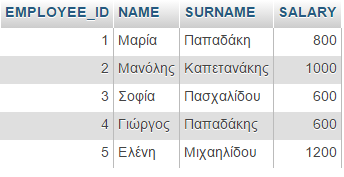 EMPLOYEE_ID NAME SURNAME SALARY
1 Μαρία Παπαδάκη 800
2 Μανόλης Καπετανάκης 1000
3 Σοφία Πασχαλίδου 600
4 Γιώργος Παπαδάκης 600
5 Ελένη Μιχαηλίδου 1200